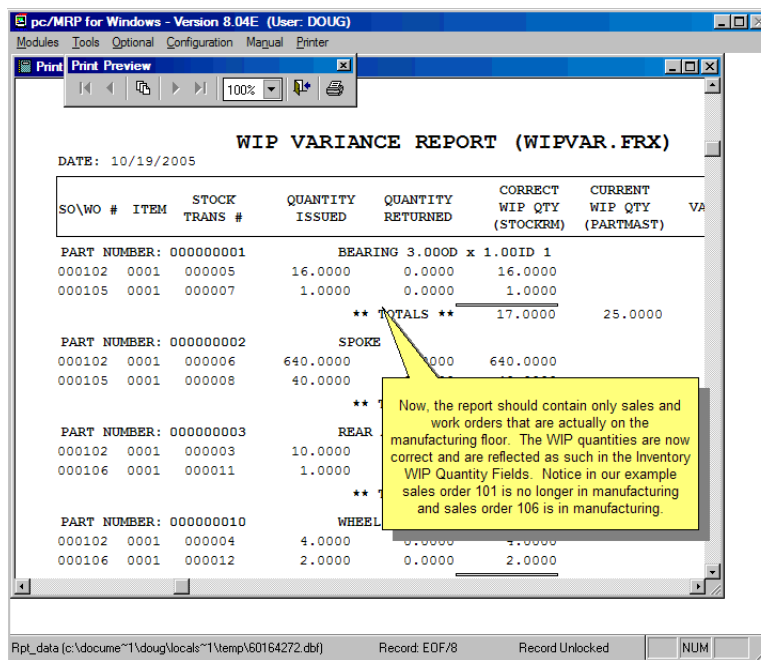 pc/MRP for Windows - Version 8.04E (User: DOUG)
Modules Tools Optional Configuration Manual Printer
Print Print Preview
100%
WIP VARIANCE REPORT (WIPVAR.FRX)
DATE: 10/19/2005
SO\WO # ITEM STOCK TRANS # QUANTITY ISSUED QUANTITY RETURNED CORRECT WIP QTY (STOCKRM) CURRENT WIP QTY (PARTMAST) VA
PART NUMBER: 000000001 BEARING 3.00OD x 1.00ID 1
000102 0001 000005 16.0000 0.0000 16.0000
000105 0001 000007 1.0000 0.0000 1.0000
** TOTALS ** 17.0000 25.0000
PART NUMBER: 000000002 SPOKE
000102 0001 000006 640.0000 0.0000 640.0000
000105 0001 000008 40.0000
**
PART NUMBER: 000000003 REAR
000102 0001 000003 10.0000
000106 0001 000011 1.0000
**
PART NUMBER: 000000010 WHEEL
000102 0001 000004 4.0000 0.0000 4.0000
000106 0001 000012 2.0000 0.0000 2.0000
Now, the report should contain only sales and
work orders that are actually on the
manufacturing floor. The WIP quantities are now
correct and are reflected as such in the Inventory
WIP Quantity Fields. Notice in our example
sales order 101 is no longer in manufacturing
and sales order 106 is in manufacturing.
Rpt_data (c:\docume~1\doug\locals~1\temp\60164272.dbf) Record: EOF/8 Record Unlocked NUM